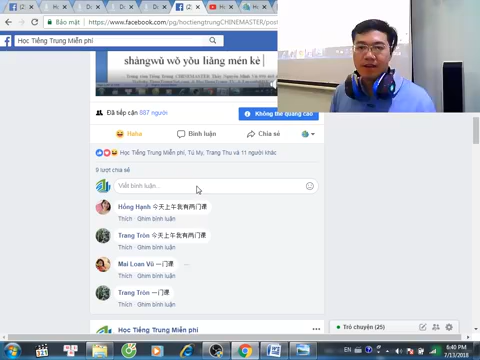 Bảo mật
https://www.facebook.com/pg/hoctiengtrungCHINEMASTER/post
Học Tiếng Trung Miễn phí
shàngwǔ wǒ yǒu liǎng mén kè
Đã tiếp cận 887 người
Không thể quảng cáo
Haha
Bình luận
Chia sẻ
Học Tiếng Trung Miễn phí, Tú My, Trang Thu và 11 người khác
9 lượt chia sẻ
Viết bình luận...
Hồng Hạnh 今天上午我有两门课
Thích · Ghim bình luận
Trang Tròn 今天上午我有两门课
Thích · Ghim bình luận
Mai Loan Vũ 一门课
Thích · Ghim bình luận
Trang Tròn 一门课
Thích · Ghim bình luận
Học Tiếng Trung Miễn phí
Trò chuyện (25)
EN
6:40 PM
7/13/2018